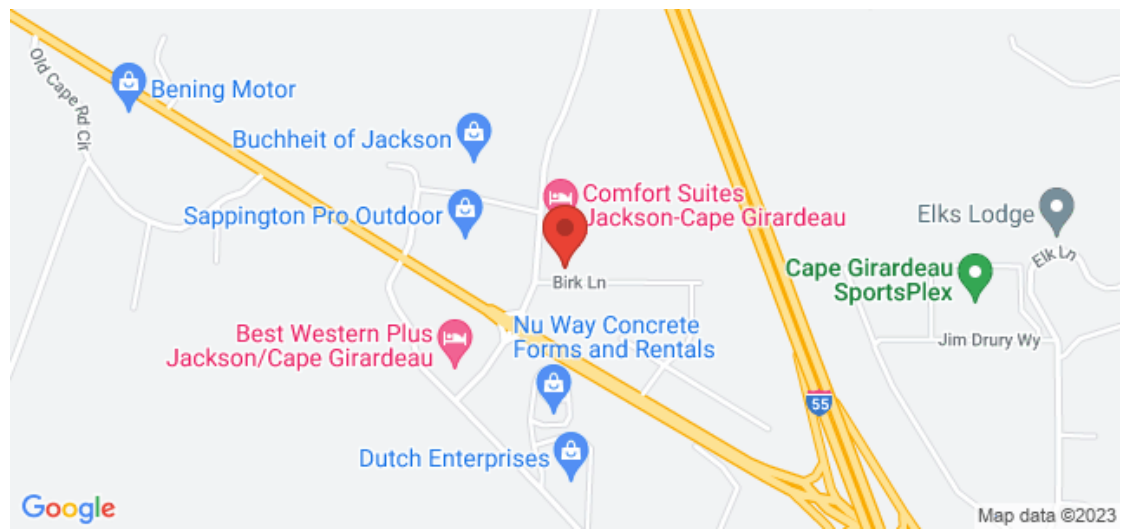 Old Cape Rd Cir
Bening Motor
Buchheit of Jackson
Comfort Suites
Jackson-Cape Girardeau
Sappington Pro Outdoor
Elks Lodge
Elk Ln
Cape Girardeau
SportsPlex
Birk Ln
Nu Way Concrete
Forms and Rentals
Best Western Plus
Jackson/Cape Girardeau
Jim Drury Wy
55
Dutch Enterprises
Google
Map data ©2023